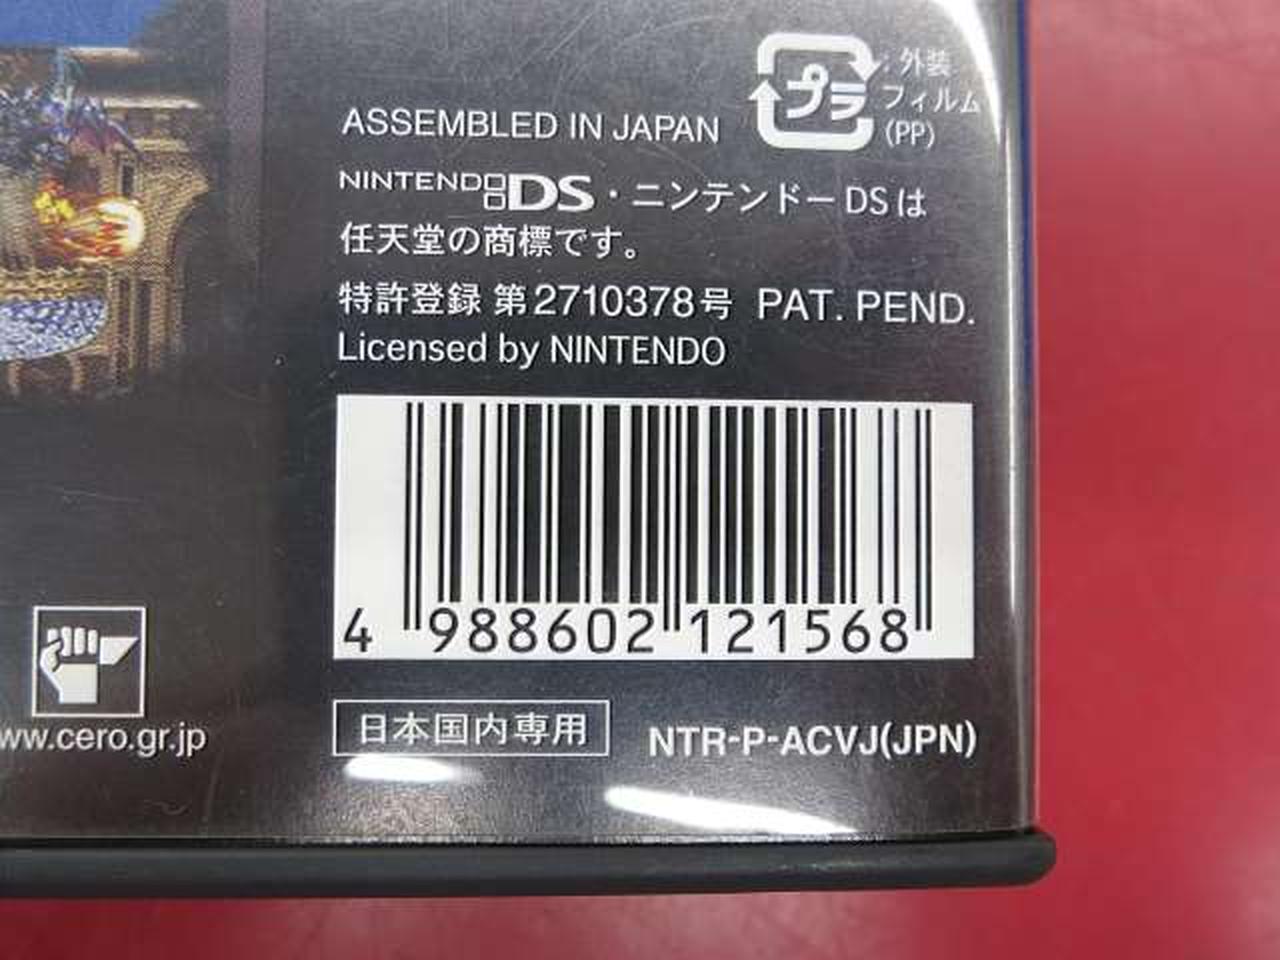 プラ
: 外装
フィルム
(PP)
ASSEMBLED IN JAPAN
NINTENDO DS・ニンテンドーDSは
任天堂の商標です。
特許登録 第2710378号 PAT. PEND.
Licensed by NINTENDO
4 988602 121568
ww.cero.gr.jp
日本国内専用
NTR-P-ACVJ(JPN)